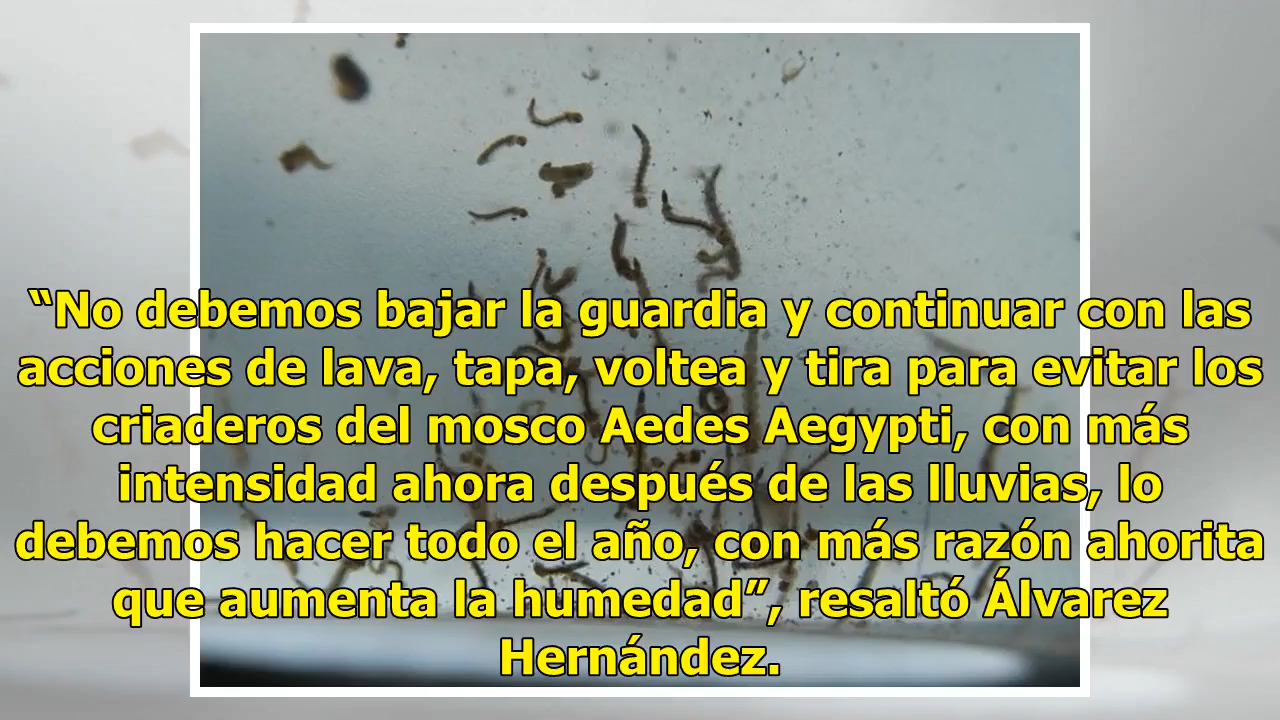 “No debemos bajar la guardia y continuar con las
acciones de lava, tapa, voltea y tira para evitar los
criaderos del mosco Aedes Aegypti, con más
intensidad ahora después de las lluvias, lo
debemos hacer todo el año, con más razón ahorita
que aumenta la humedad”, resaltó Álvarez
Hernández.